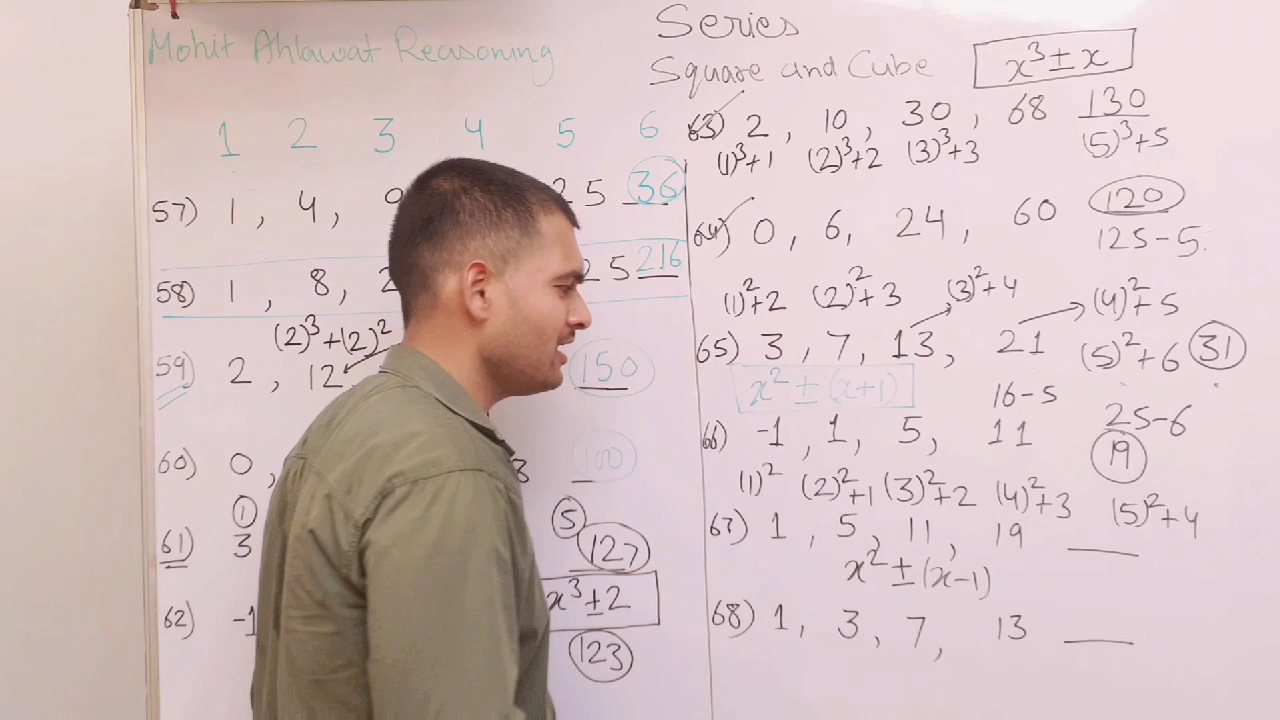 Mohit Ahlawat Reasoning
1 2 3 4 5 6
57) 1, 4, 9 25 36
58) 1, 8, 2 25 216
(2)³+(2)²
59) 2, 12 150
60) 0, 8 100
1 5
61) 3 127
x³±2
62) -1 123
Series
Square and Cube x³±x
63) 2, 10, 30, 68 130
(1)³+1 (2)³+2 (3)³+3 (5)³+5
64) 0, 6, 24, 60 120
125-5
(1)²+2 (2)²+3 (3)²+4 (4)²+5
65) 3, 7, 13, 21 (5)²+6 31
x²±(x+1) 16-5 25-6
66) -1, 1, 5, 11 19
(1)² (2)²+1 (3)²+2 (4)²+3 (5)²+4
67) 1, 5, 11, 19
x²±(x-1)
68) 1, 3, 7, 13